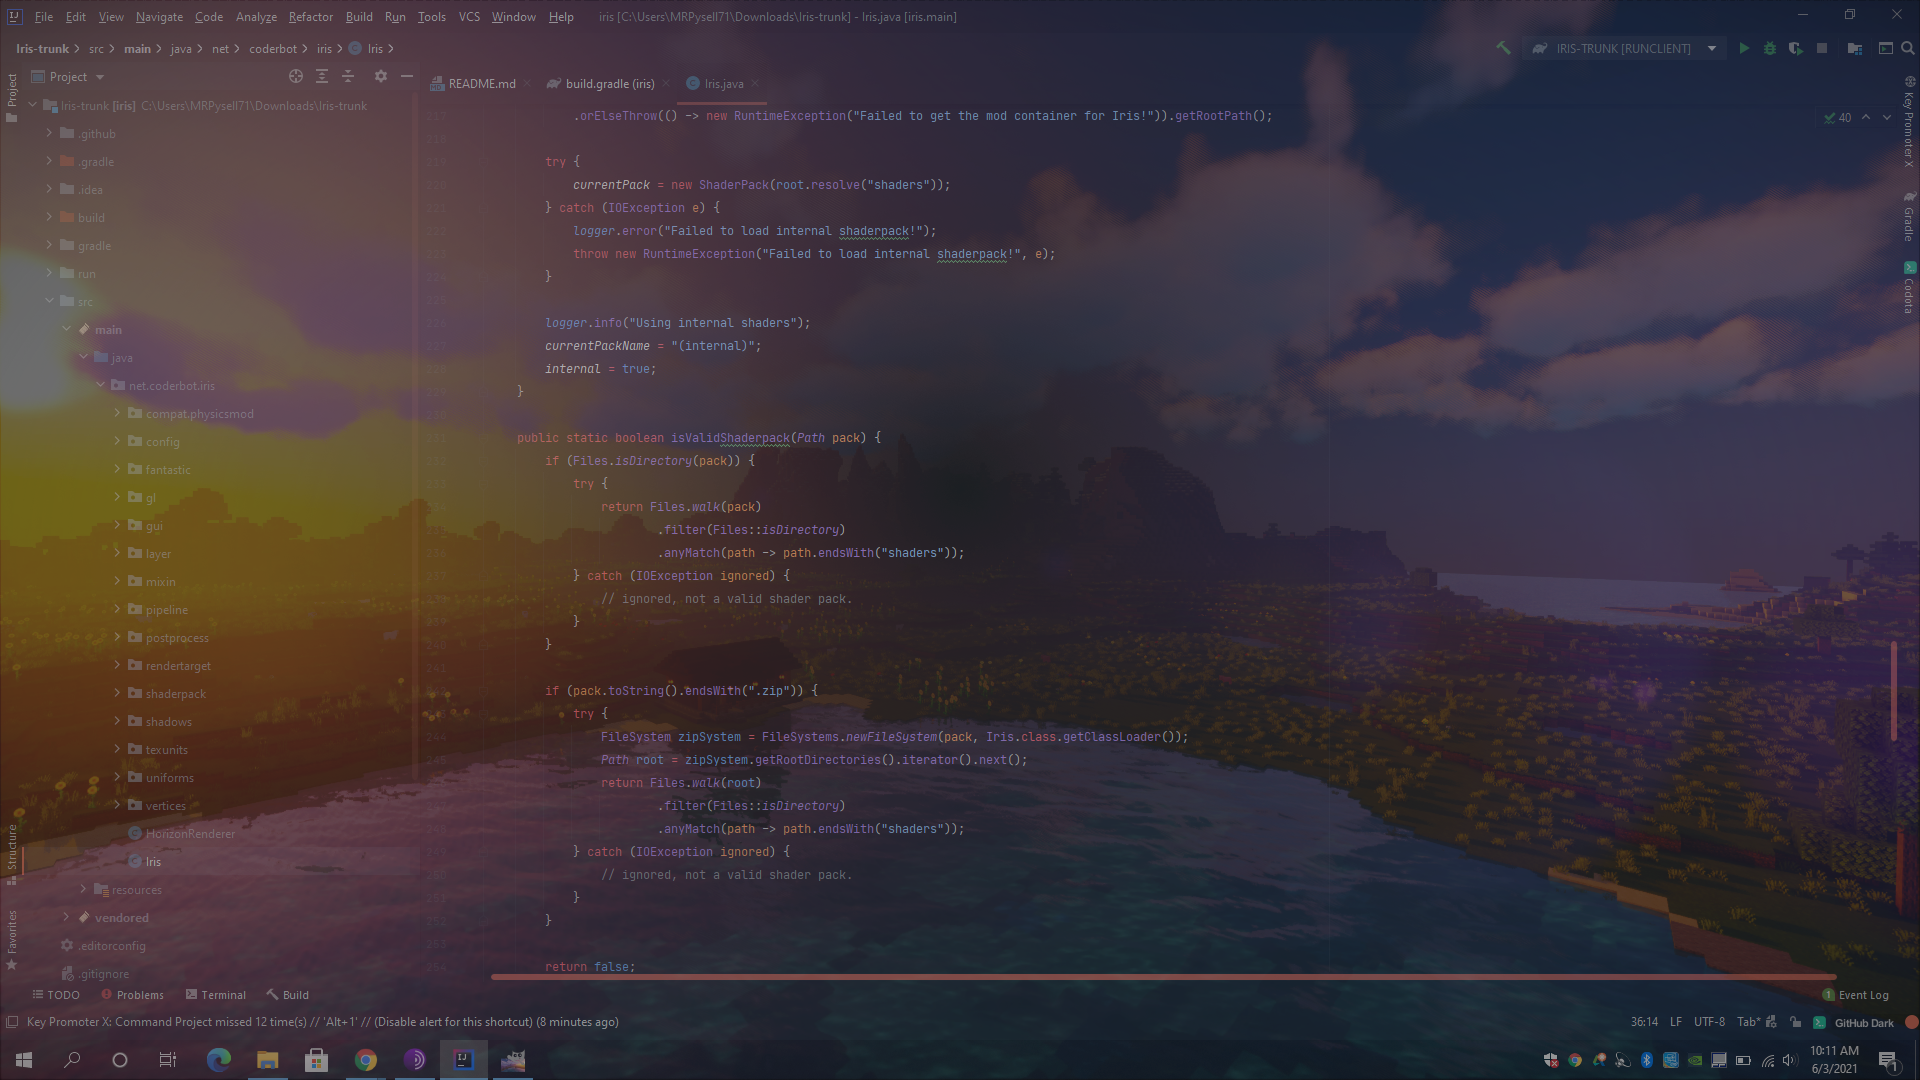 File Edit View Navigate Code Analyze Refactor Build Run Tools VCS Window Help iris [C:\Users\MRPysell71\Downloads\Iris-trunk] - Iris.java [iris.main]
Iris-trunk src main java net coderbot iris Iris
IRIS-TRUNK [RUNCLIENT]
Project
README.md build.gradle (iris) Iris.java
Iris-trunk [iris] C:\Users\MRPysell71\Downloads\Iris-trunk
.github
.gradle
.idea
build
gradle
run
src
main
java
net.coderbot.iris
compat.physicsmod
config
fantastic
gl
gui
layer
mixin
pipeline
postprocess
rendertarget
shaderpack
shadows
texunits
uniforms
vertices
HorizonRenderer
Iris
resources
vendored
.editorconfig
.gitignore
.orElseThrow(() -> new RuntimeException("Failed to get the mod container for Iris!")).getRootPath();
try {
currentPack = new ShaderPack(root.resolve("shaders"));
} catch (IOException e) {
logger.error("Failed to load internal shaderpack!");
throw new RuntimeException("Failed to load internal shaderpack!", e);
}
logger.info("Using internal shaders");
currentPackName = "(internal)";
internal = true;
}
public static boolean isValidShaderpack(Path pack) {
if (Files.isDirectory(pack)) {
try {
return Files.walk(pack)
.filter(Files::isDirectory)
.anyMatch(path -> path.endsWith("shaders"));
} catch (IOException ignored) {
// ignored, not a valid shader pack.
}
}
if (pack.toString().endsWith(".zip")) {
try {
FileSystem zipSystem = FileSystems.newFileSystem(pack, Iris.class.getClassLoader());
Path root = zipSystem.getRootDirectories().iterator().next();
return Files.walk(root)
.filter(Files::isDirectory)
.anyMatch(path -> path.endsWith("shaders"));
} catch (IOException ignored) {
// ignored, not a valid shader pack.
}
}
return false;
40
Project
Structure
Favorites
Key Promoter X
Gradle
Codota
TODO Problems Terminal Build
1 Event Log
Key Promoter X: Command Project missed 12 time(s) // 'Alt+1' // (Disable alert for this shortcut) (8 minutes ago)
36:14 LF UTF-8 Tab* GitHub Dark
10:11 AM
6/3/2021
1